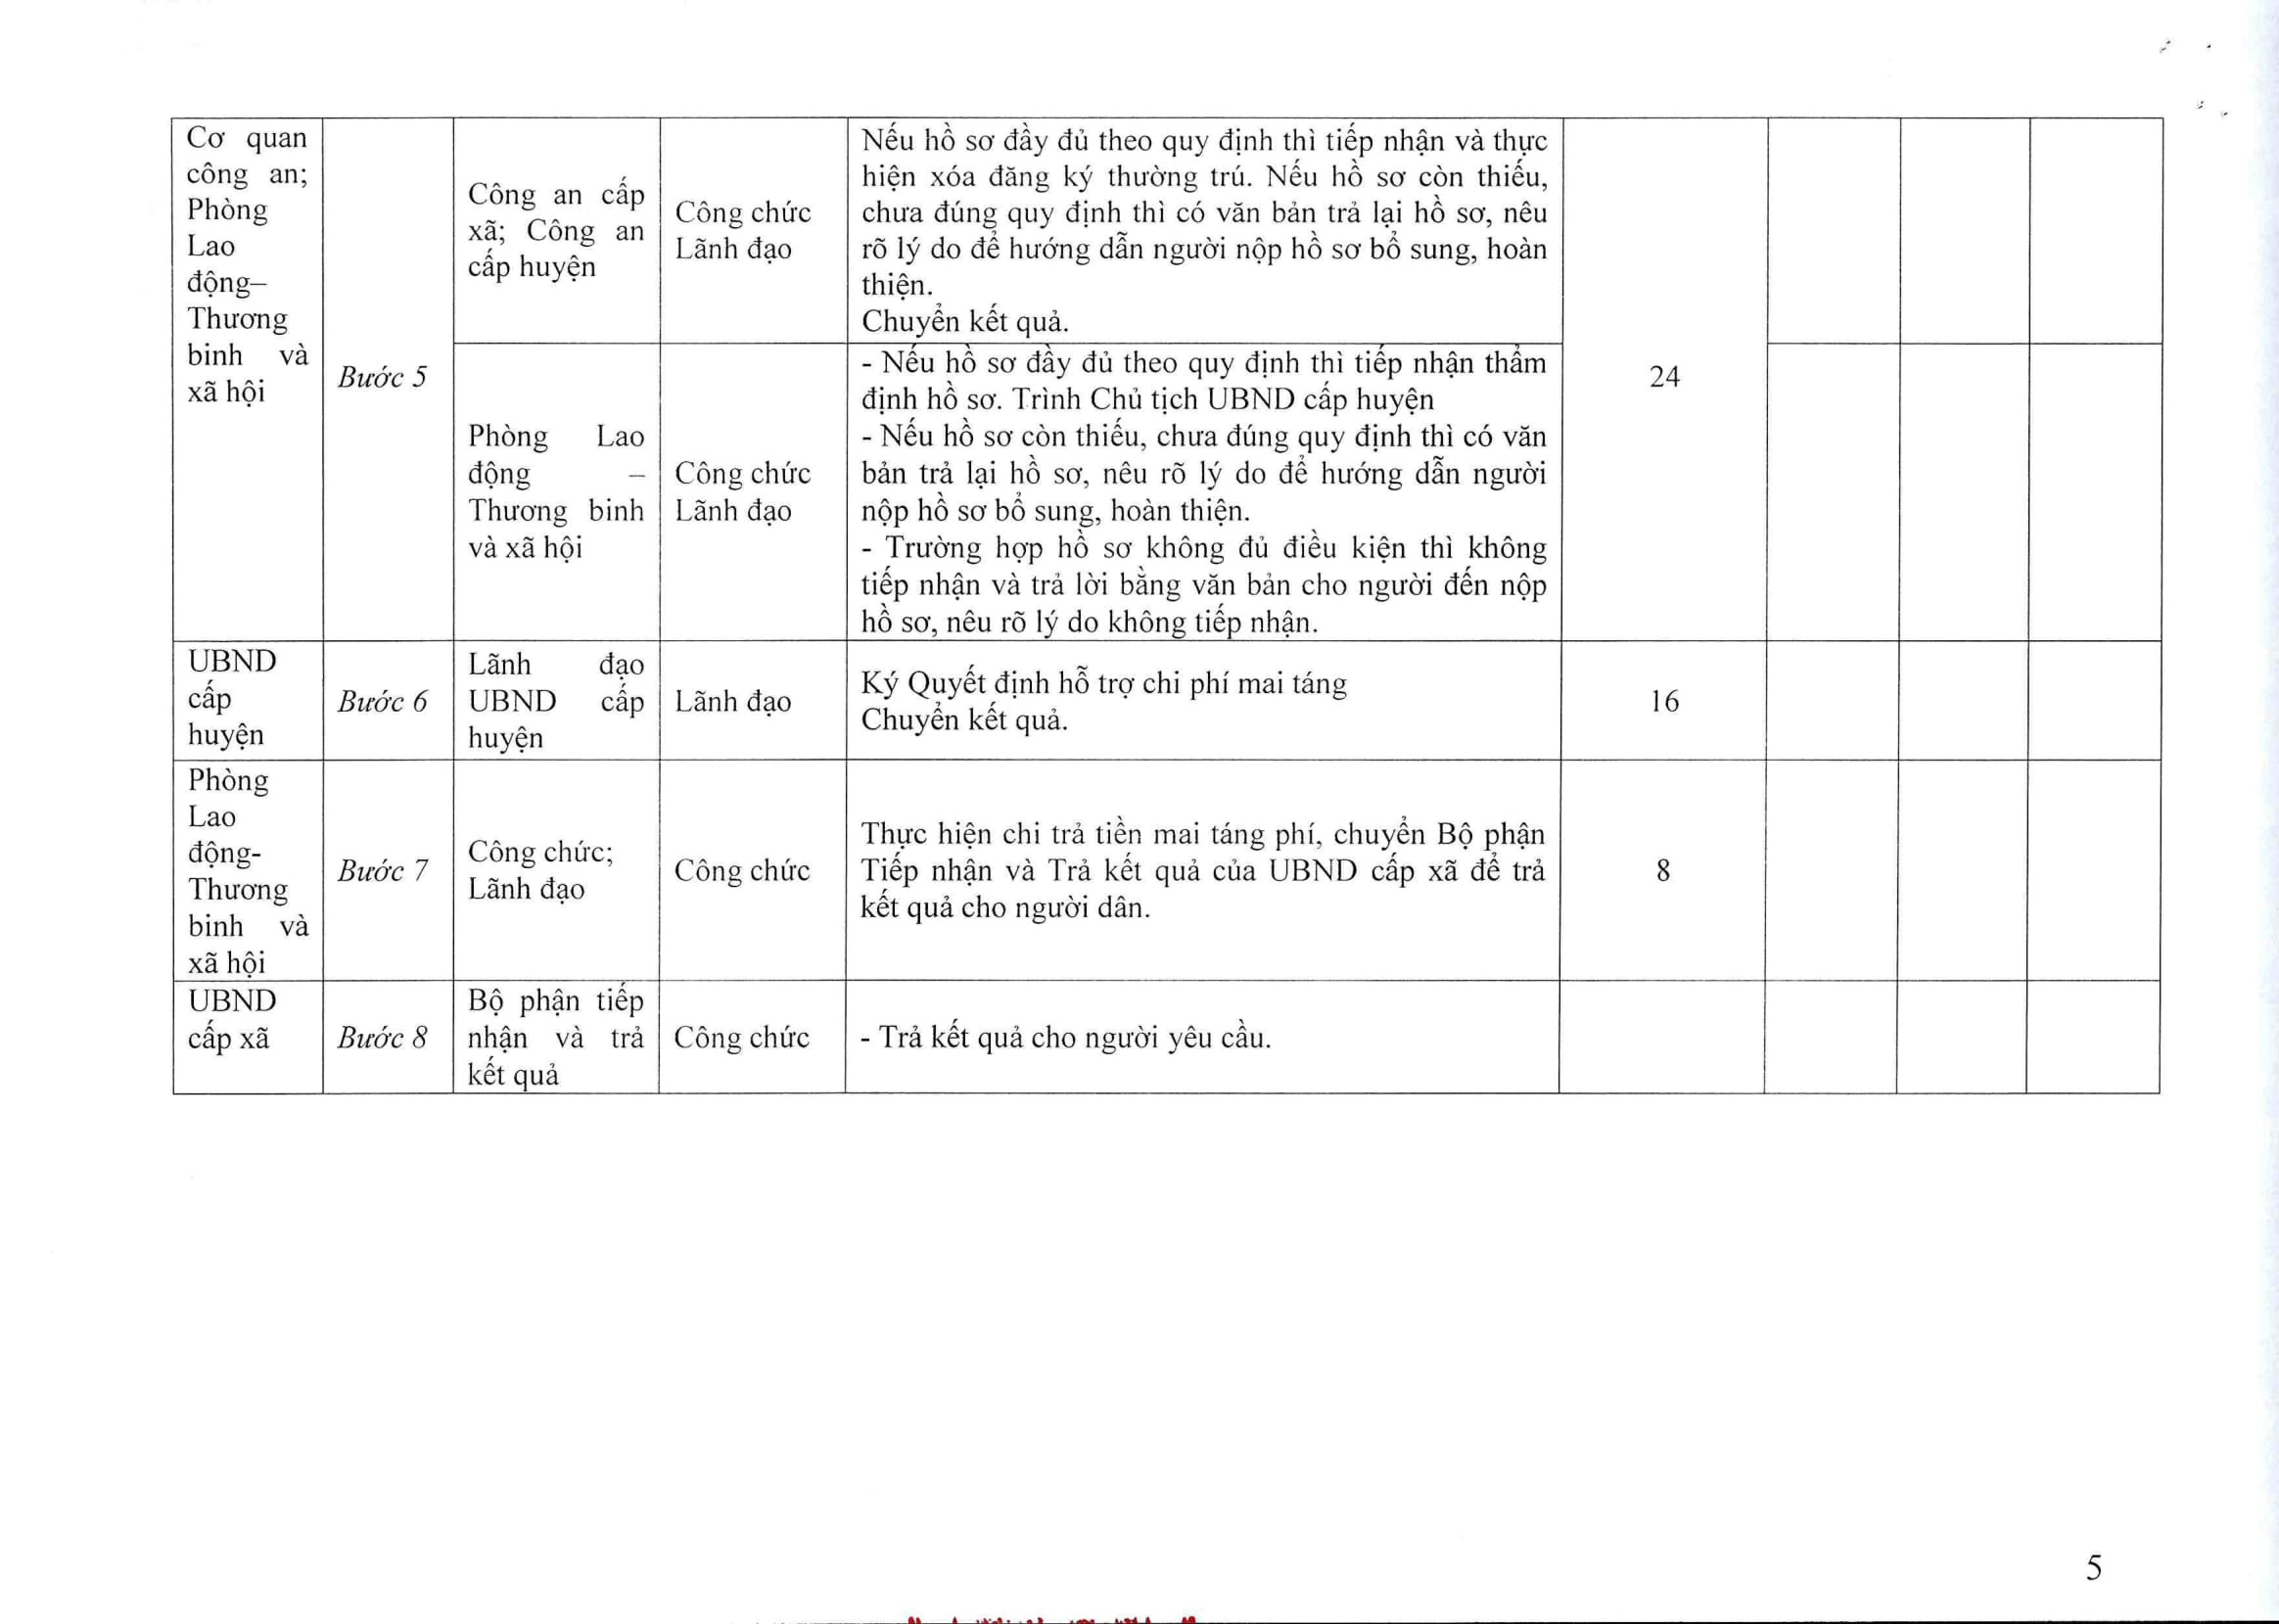 Cơ quan
công an;
Phòng
Lao
động–
Thương
binh và
xã hội
Bước 5
Công an cấp
xã; Công an
cấp huyện
Công chức
Lãnh đạo
Nếu hồ sơ đầy đủ theo quy định thì tiếp nhận và thực
hiện xóa đăng ký thường trú. Nếu hồ sơ còn thiếu,
chưa đúng quy định thì có văn bản trả lại hồ sơ, nêu
rõ lý do để hướng dẫn người nộp hồ sơ bổ sung, hoàn
thiện.
Chuyển kết quả.
24
Phòng Lao
động –
Thương binh
và xã hội
Công chức
Lãnh đạo
- Nếu hồ sơ đầy đủ theo quy định thì tiếp nhận thẩm
định hồ sơ. Trình Chủ tịch UBND cấp huyện
- Nếu hồ sơ còn thiếu, chưa đúng quy định thì có văn
bản trả lại hồ sơ, nêu rõ lý do để hướng dẫn người
nộp hồ sơ bổ sung, hoàn thiện.
- Trường hợp hồ sơ không đủ điều kiện thì không
tiếp nhận và trả lời bằng văn bản cho người đến nộp
hồ sơ, nêu rõ lý do không tiếp nhận.
UBND
cấp
huyện
Bước 6
Lãnh đạo
UBND cấp
huyện
Lãnh đạo
Ký Quyết định hỗ trợ chi phí mai táng
Chuyển kết quả.
16
Phòng
Lao
động-
Thương
binh và
xã hội
Bước 7
Công chức;
Lãnh đạo
Công chức
Thực hiện chi trả tiền mai táng phí, chuyển Bộ phận
Tiếp nhận và Trả kết quả của UBND cấp xã để trả
kết quả cho người dân.
8
UBND
cấp xã
Bước 8
Bộ phận tiếp
nhận và trả
kết quả
Công chức
- Trả kết quả cho người yêu cầu.
5